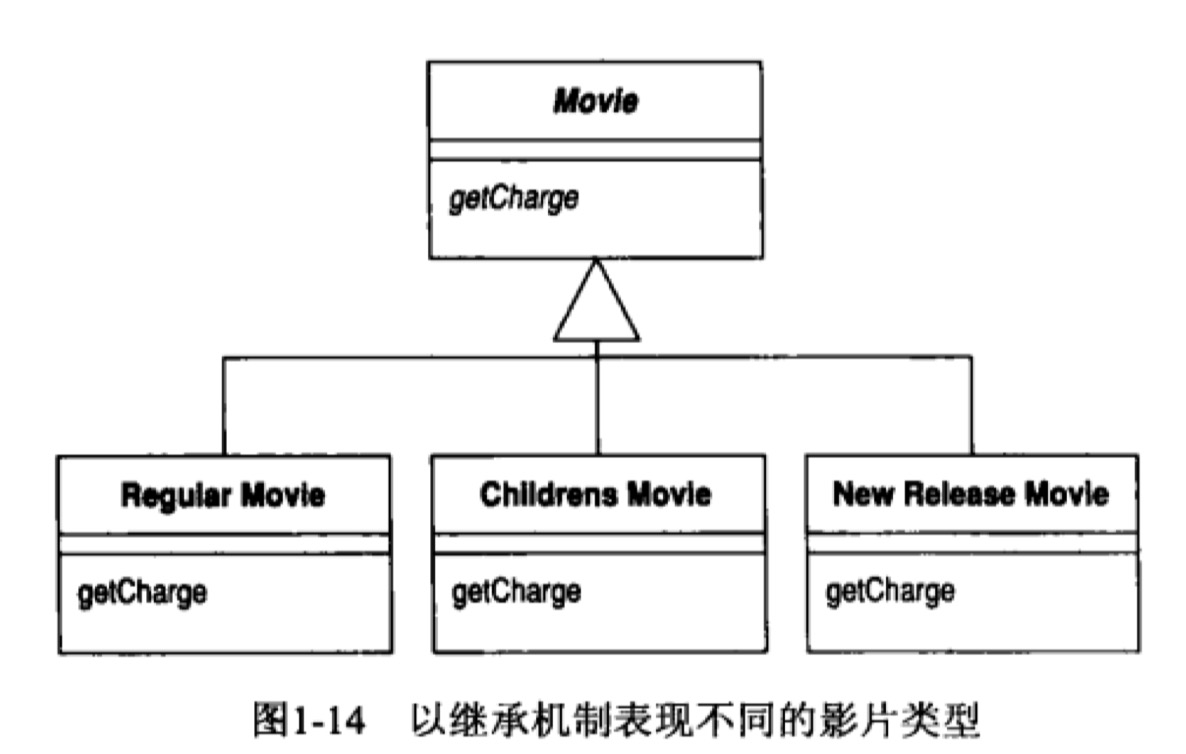 Movie
getCharge
Regular Movie
Childrens Movie
New Release Movie
getCharge
getCharge
getCharge
图1-14 以继承机制表现不同的影片类型